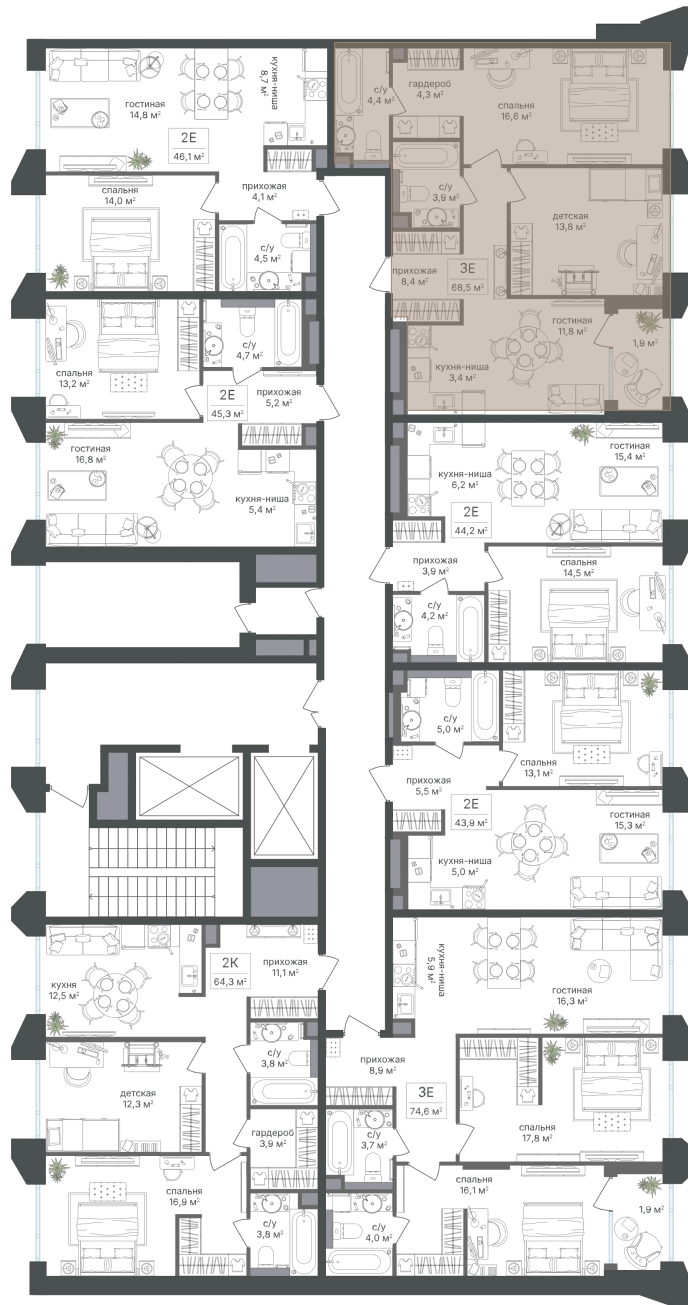 гостиная
14,8 м²
кухня-ниша
8,7 м²
2Е
46,1 м²
спальня
14,0 м²
прихожая
4,1 м²
с/у
4,5 м²
с/у
4,4 м²
гардероб
4,3 м²
спальня
16,6 м²
с/у
3,9 м²
детская
13,8 м²
прихожая
8,4 м²
3Е
68,5 м²
гостиная
11,8 м²
1,9 м²
кухня-ниша
3,4 м²
спальня
13,2 м²
с/у
4,7 м²
2Е
45,3 м²
прихожая
5,2 м²
гостиная
16,8 м²
кухня-ниша
5,4 м²
кухня-ниша
6,2 м²
гостиная
15,4 м²
2Е
44,2 м²
прихожая
3,9 м²
спальня
14,5 м²
с/у
4,2 м²
с/у
5,0 м²
спальня
13,1 м²
прихожая
5,5 м²
2Е
43,9 м²
гостиная
15,3 м²
кухня-ниша
5,0 м²
кухня
12,5 м²
2К
64,3 м²
прихожая
11,1 м²
с/у
3,8 м²
детская
12,3 м²
гардероб
3,9 м²
спальня
16,9 м²
с/у
3,8 м²
кухня-ниша
5,9 м²
гостиная
16,3 м²
прихожая
8,9 м²
3Е
74,6 м²
спальня
17,8 м²
с/у
3,7 м²
спальня
16,1 м²
с/у
4,0 м²
1,9 м²